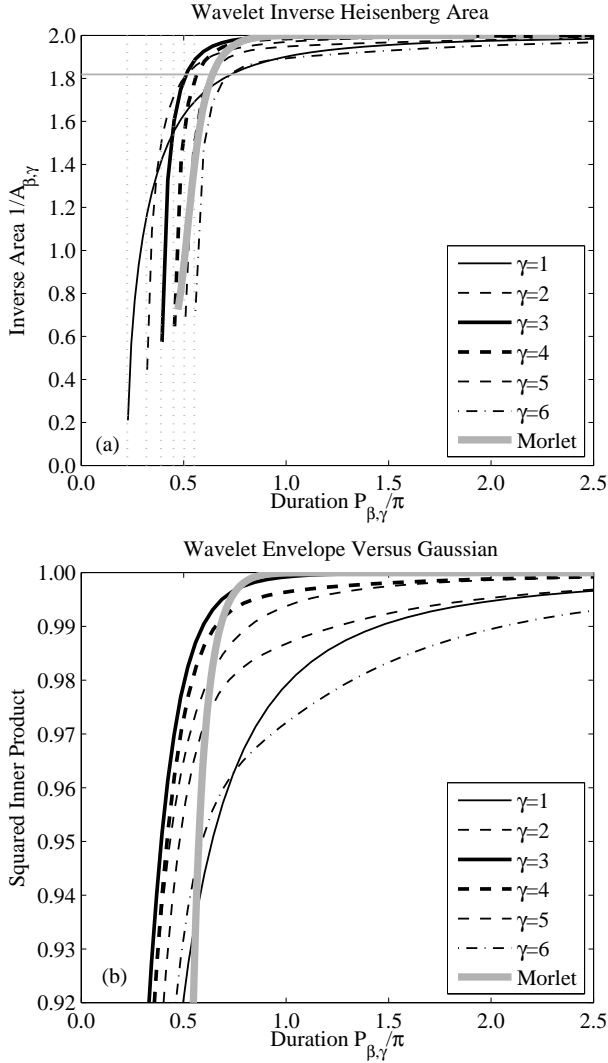 Wavelet Inverse Heisenberg Area
2.0
1.8
1.6
1.4
1.2
1.0
0.8
0.6
0.4
0.2
0.0
Inverse Area 1/A_{β,γ}
(a)
γ=1
γ=2
γ=3
γ=4
γ=5
γ=6
Morlet
0.0 0.5 1.0 1.5 2.0 2.5
Duration P_{β,γ}/π
Wavelet Envelope Versus Gaussian
1.00
0.99
0.98
0.97
0.96
0.95
0.94
0.93
0.92
Squared Inner Product
(b)
γ=1
γ=2
γ=3
γ=4
γ=5
γ=6
Morlet
0.0 0.5 1.0 1.5 2.0 2.5
Duration P_{β,γ}/π